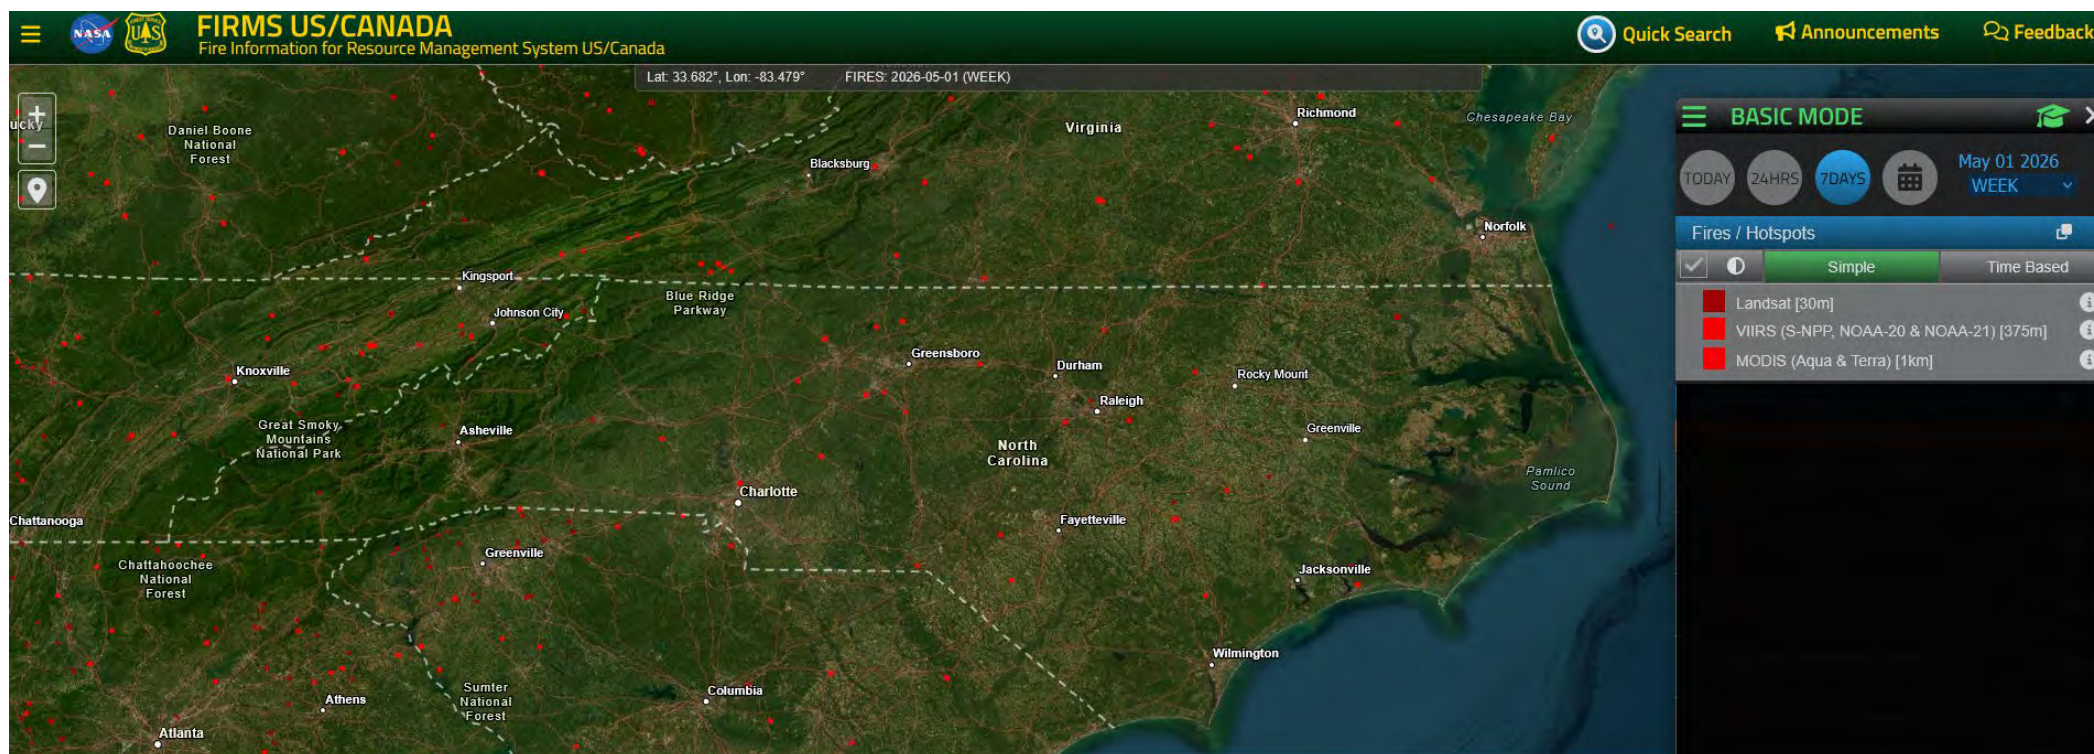 NASA
UAS
FIRMS US/CANADA
Fire Information for Resource Management System US/Canada
Quick Search
Announcements
Feedback
Lat: 33.682°, Lon: -83.479° FIRES: 2026-05-01 (WEEK)
+
−
ucky
Daniel Boone
National
Forest
Virginia
Richmond
Chesapeake Bay
Blacksburg
Norfolk
Kingsport
Blue Ridge
Parkway
Johnson City
Greensboro
Durham
Knoxville
Rocky Mount
Raleigh
Great Smoky
Mountains
National Park
Asheville
North
Carolina
Greenville
Pamlico
Sound
Charlotte
Chattanooga
Fayetteville
Greenville
Chattahoochee
National
Forest
Jacksonville
Wilmington
Sumter
National
Forest
Columbia
Athens
Atlanta
BASIC MODE
TODAY
24HRS
7DAYS
May 01 2026
WEEK
Fires / Hotspots
Simple
Time Based
Landsat [30m]
VIIRS (S-NPP, NOAA-20 & NOAA-21) [375m]
MODIS (Aqua & Terra) [1km]